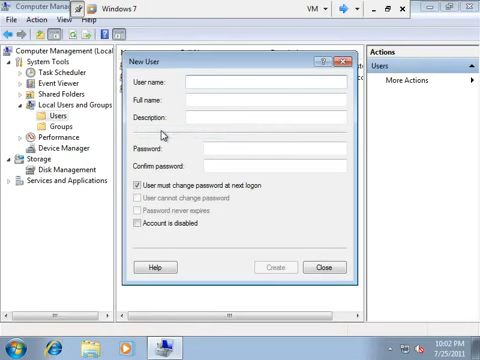 Computer Mana
Windows 7
VM
File Action View Help
Computer Management (Local
System Tools
Task Scheduler
Event Viewer
Shared Folders
Local Users and Groups
Users
Groups
Performance
Device Manager
Storage
Disk Management
Services and Applications
New User
User name:
Full name:
Description:
Password:
Confirm password:
User must change password at next logon
User cannot change password
Password never expires
Account is disabled
Help
Create
Close
Actions
Users
More Actions
10:02 PM
7/25/2011